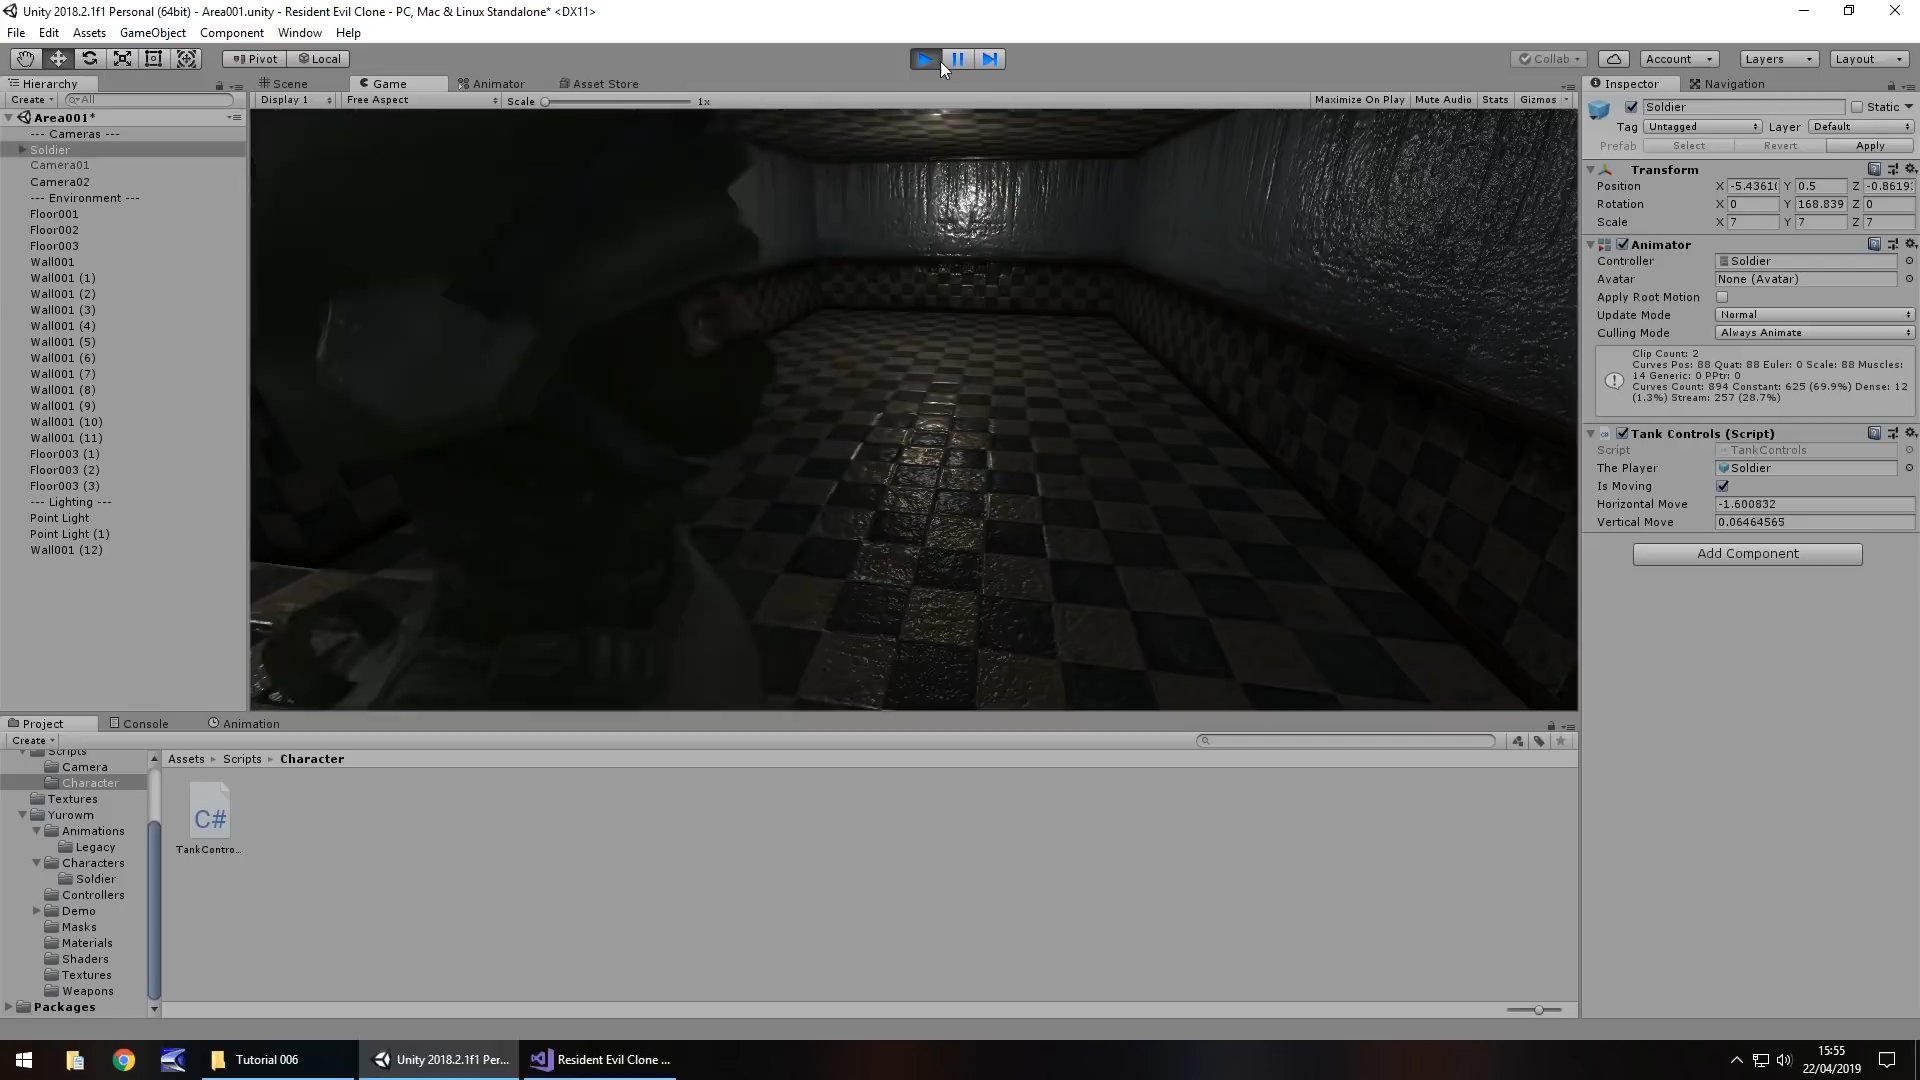 Unity 2018.2.1f1 Personal (64bit) - Area001.unity - Resident Evil Clone - PC, Mac & Linux Standalone* <DX11>
File Edit Assets GameObject Component Window Help
Pivot Local Collab Account Layers Layout
Hierarchy Scene Game Animator Asset Store Inspector Navigation
Create All Display 1 Free Aspect Scale 1x Maximize On Play Mute Audio Stats Gizmos
Area001*
--- Cameras ---
Soldier
Camera01
Camera02
--- Environment ---
Floor001
Floor002
Floor003
Wall001
Wall001 (1)
Wall001 (2)
Wall001 (3)
Wall001 (4)
Wall001 (5)
Wall001 (6)
Wall001 (7)
Wall001 (8)
Wall001 (9)
Wall001 (10)
Wall001 (11)
Floor003 (1)
Floor003 (2)
Floor003 (3)
--- Lighting ---
Point Light
Point Light (1)
Wall001 (12)
Soldier Static
Tag Untagged Layer Default
Prefab Select Revert Apply
Transform
Position X -5.4361( Y 0.5 Z -0.8619
Rotation X 0 Y 168.839 Z 0
Scale X 7 Y 7 Z 7
Animator
Controller Soldier
Avatar None (Avatar)
Apply Root Motion
Update Mode Normal
Culling Mode Always Animate
Clip Count: 2
Curves Pos: 88 Quat: 88 Euler: 0 Scale: 88 Muscles:
14 Generic: 0 PPtr: 0
Curves Count: 894 Constant: 625 (69.9%) Dense: 12
(1.3%) Stream: 257 (28.7%)
Tank Controls (Script)
Script TankControls
The Player Soldier
Is Moving
Horizontal Move -1.600832
Vertical Move 0.06464565
Add Component
Project Console Animation
Create
Scripts
Camera
Character
Textures
Yurowm
Animations
Legacy
Characters
Soldier
Controllers
Demo
Masks
Materials
Shaders
Textures
Weapons
Packages
Assets Scripts Character
C#
TankContro...
Tutorial 006 Unity 2018.2.1f1 Per... Resident Evil Clone ...
15:55
22/04/2019